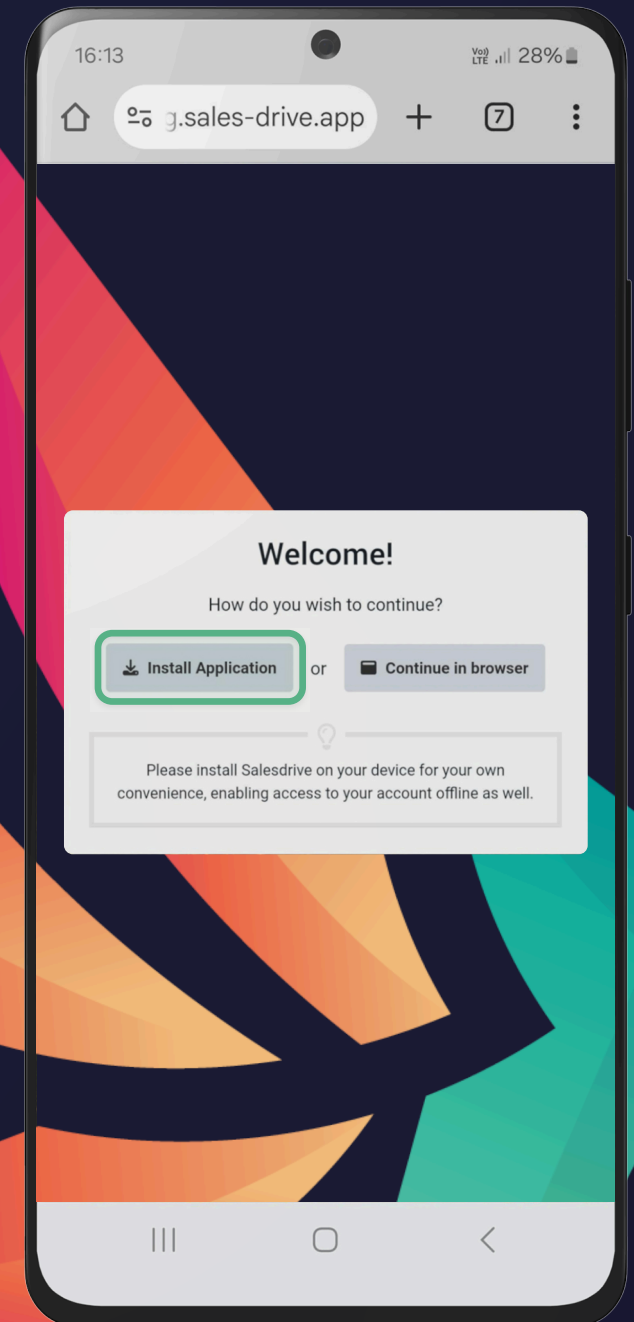 16:13
Vo)) LTE 28%
g.sales-drive.app
7
Welcome!
How do you wish to continue?
Install Application or Continue in browser
Please install Salesdrive on your device for your own
convenience, enabling access to your account offline as well.